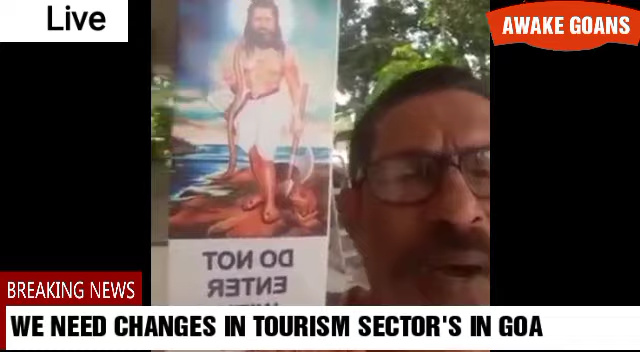 Live
AWAKE GOANS
DO NOT
ENTER
BREAKING NEWS
WE NEED CHANGES IN TOURISM SECTOR'S IN GOA